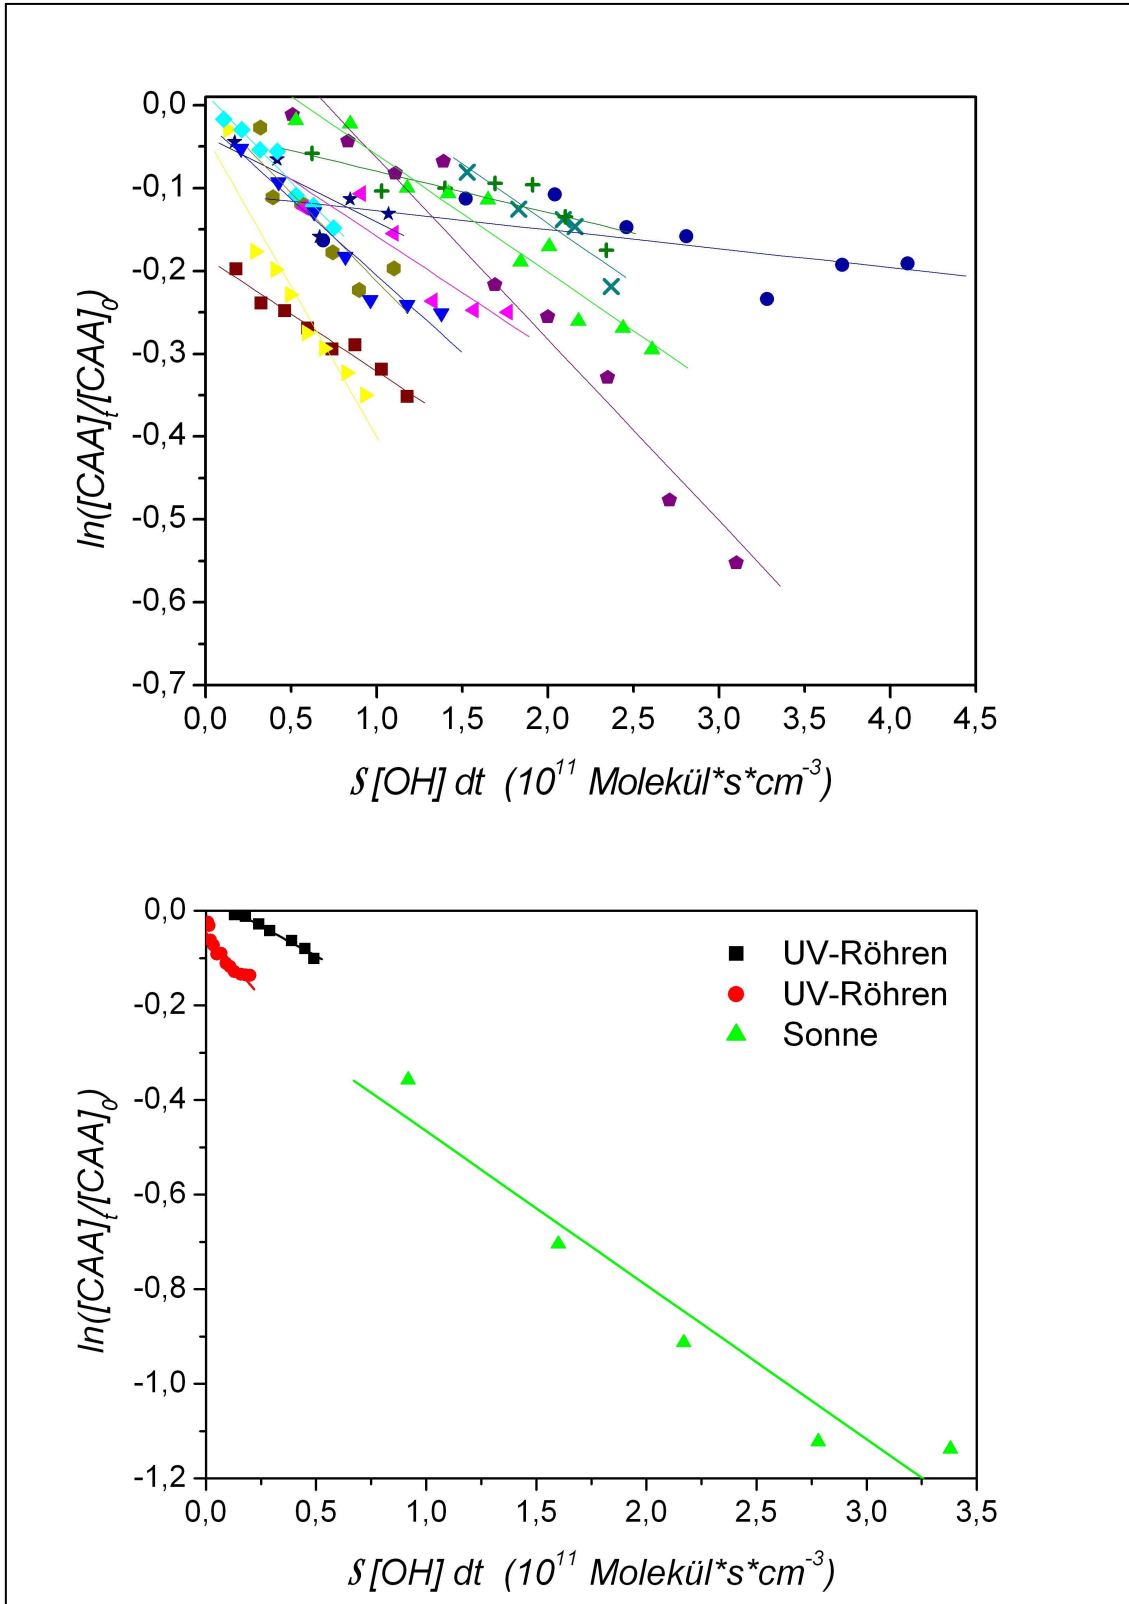 0,0
-0,1
-0,2
-0,3
-0,4
-0,5
-0,6
-0,7
ln([CAA]t/[CAA]0)
0,0 0,5 1,0 1,5 2,0 2,5 3,0 3,5 4,0 4,5
∫[OH] dt (10^11 Molekül*s*cm^-3)
0,0
-0,2
-0,4
-0,6
-0,8
-1,0
-1,2
ln([CAA]t/[CAA]0)
UV-Röhren
UV-Röhren
Sonne
0,0 0,5 1,0 1,5 2,0 2,5 3,0 3,5
∫[OH] dt (10^11 Molekül*s*cm^-3)